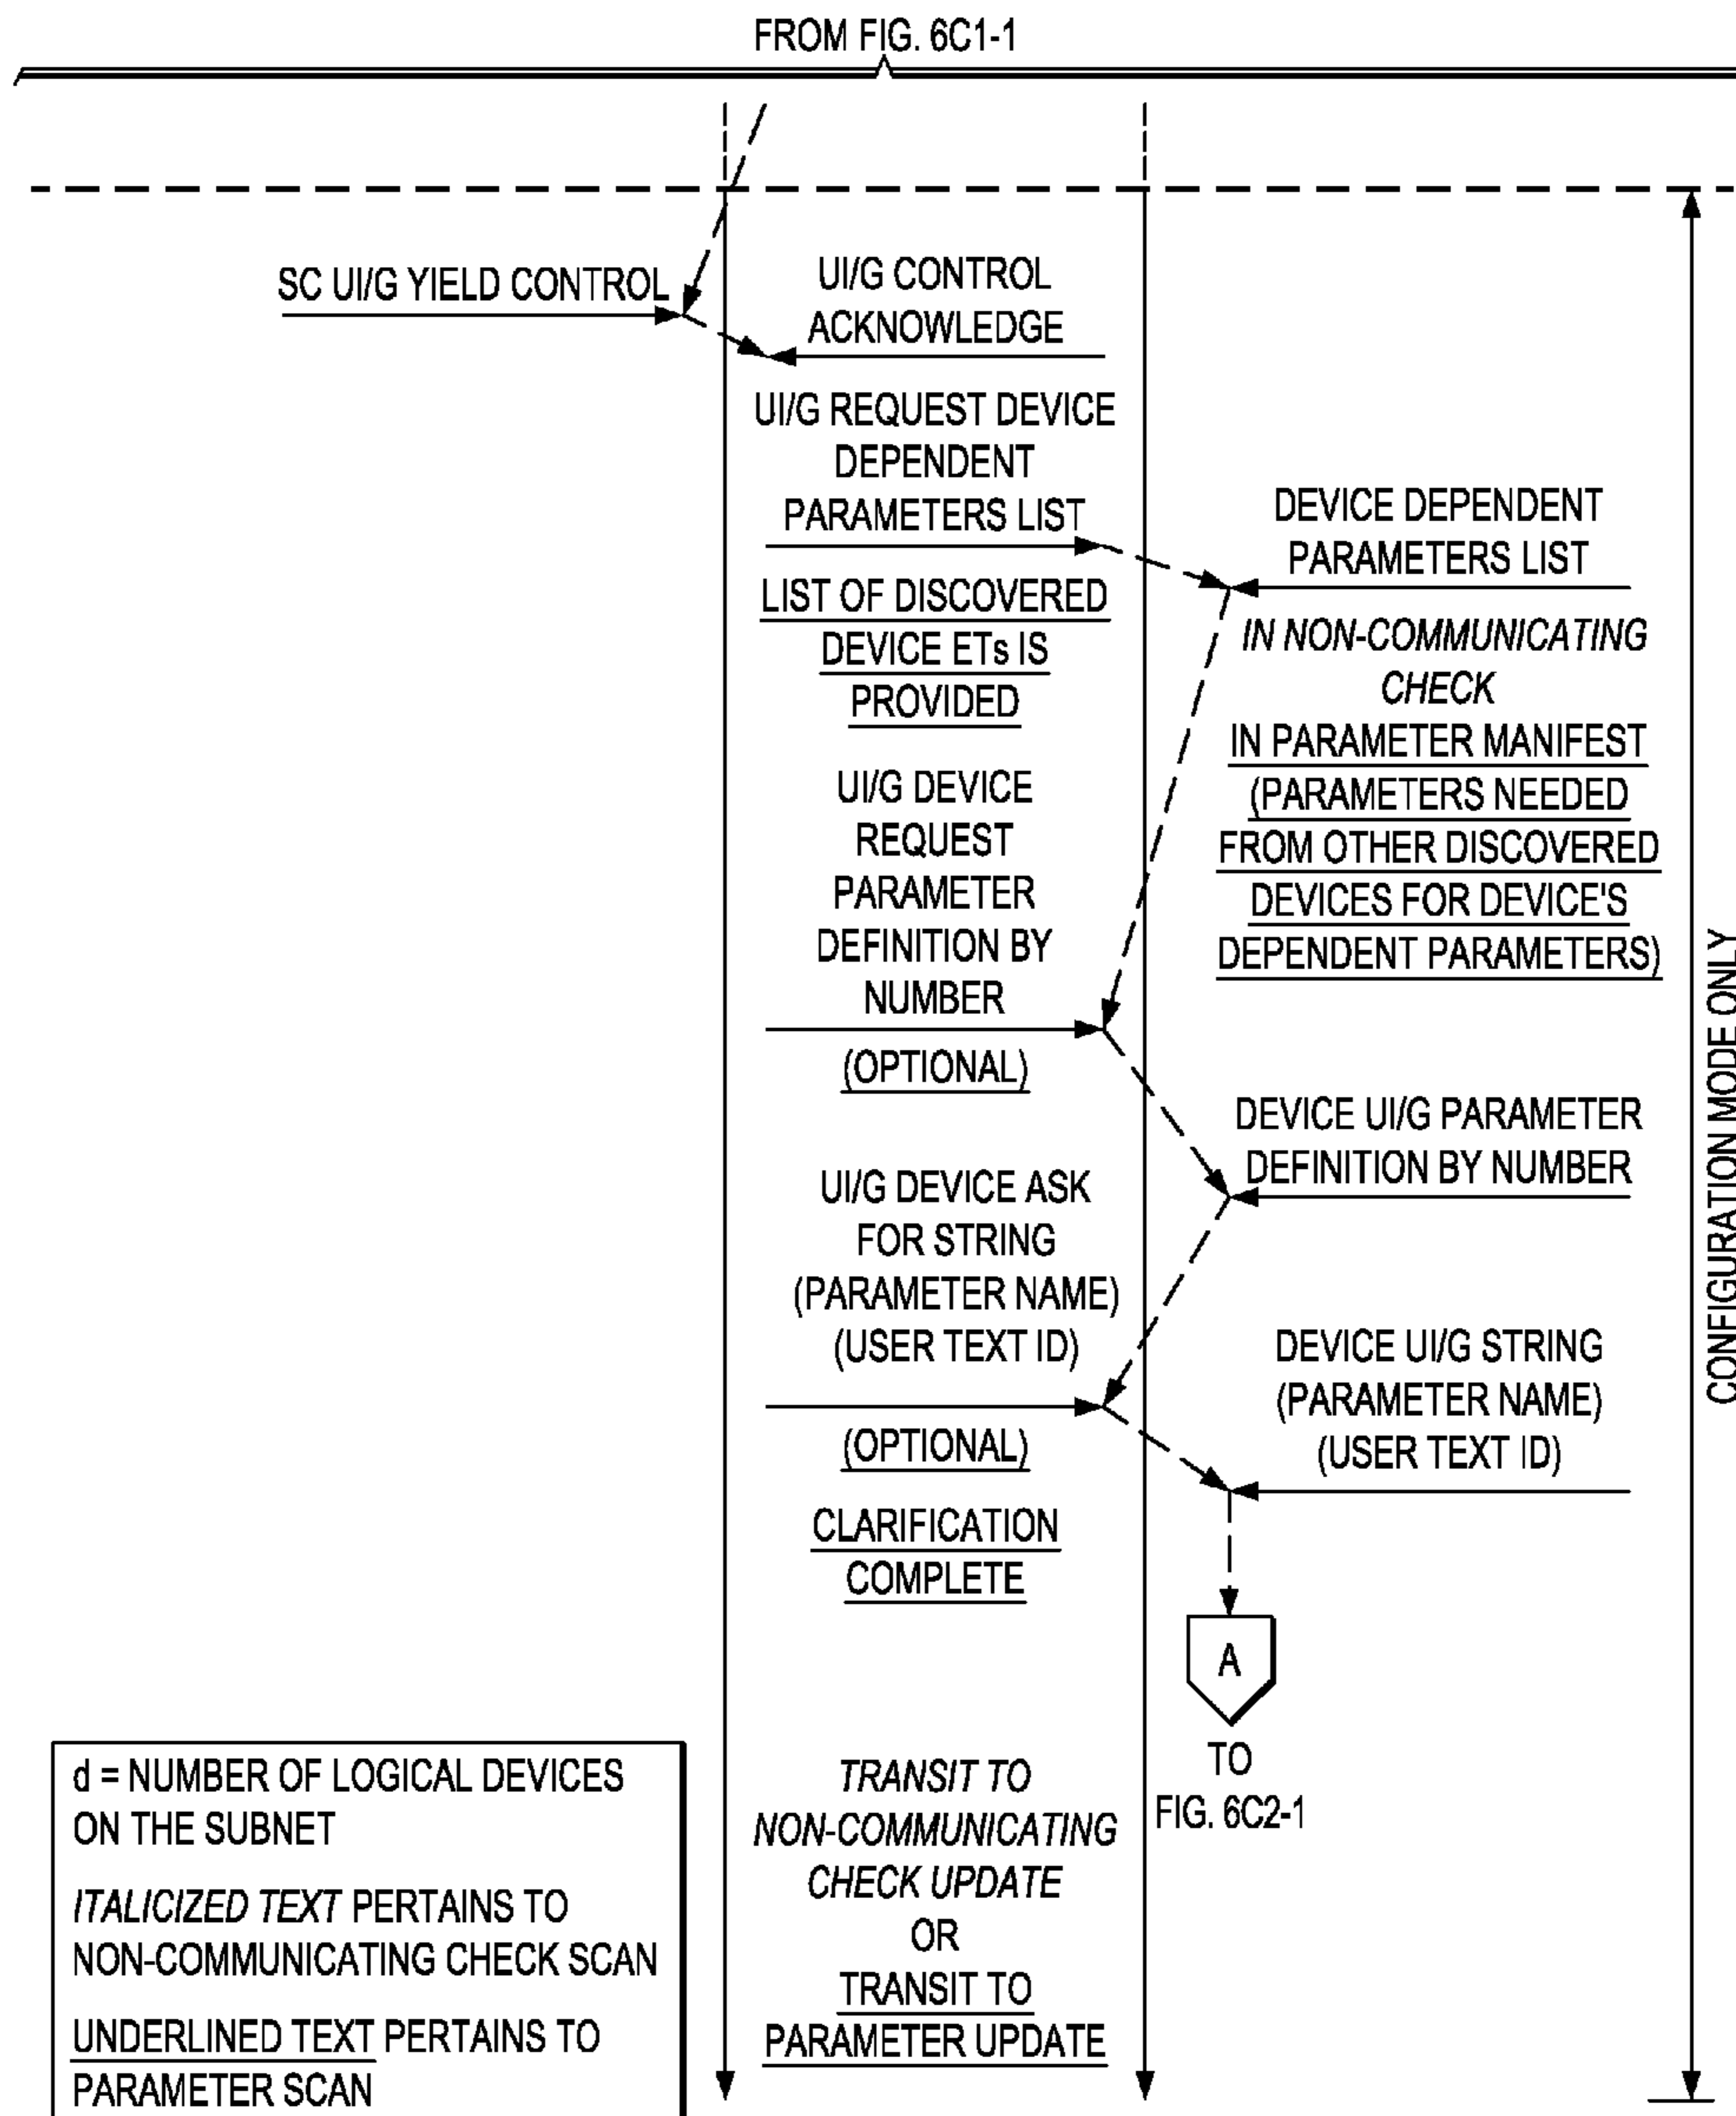 FROM FIG. 6C1-1
SC UI/G YIELD CONTROL
UI/G CONTROL
ACKNOWLEDGE
UI/G REQUEST DEVICE
DEPENDENT
PARAMETERS LIST
DEVICE DEPENDENT
PARAMETERS LIST
LIST OF DISCOVERED
DEVICE ETs IS
PROVIDED
IN NON-COMMUNICATING
CHECK
IN PARAMETER MANIFEST
(PARAMETERS NEEDED
FROM OTHER DISCOVERED
DEVICES FOR DEVICE'S
DEPENDENT PARAMETERS)
UI/G DEVICE
REQUEST
PARAMETER
DEFINITION BY
NUMBER
(OPTIONAL)
DEVICE UI/G PARAMETER
DEFINITION BY NUMBER
UI/G DEVICE ASK
FOR STRING
(PARAMETER NAME)
(USER TEXT ID)
(OPTIONAL)
DEVICE UI/G STRING
(PARAMETER NAME)
(USER TEXT ID)
CLARIFICATION
COMPLETE
A
TO
FIG. 6C2-1
CONFIGURATION MODE ONLY
TRANSIT TO
NON-COMMUNICATING
CHECK UPDATE
OR
TRANSIT TO
PARAMETER UPDATE
d = NUMBER OF LOGICAL DEVICES
ON THE SUBNET
ITALICIZED TEXT PERTAINS TO
NON-COMMUNICATING CHECK SCAN
UNDERLINED TEXT PERTAINS TO
PARAMETER SCAN